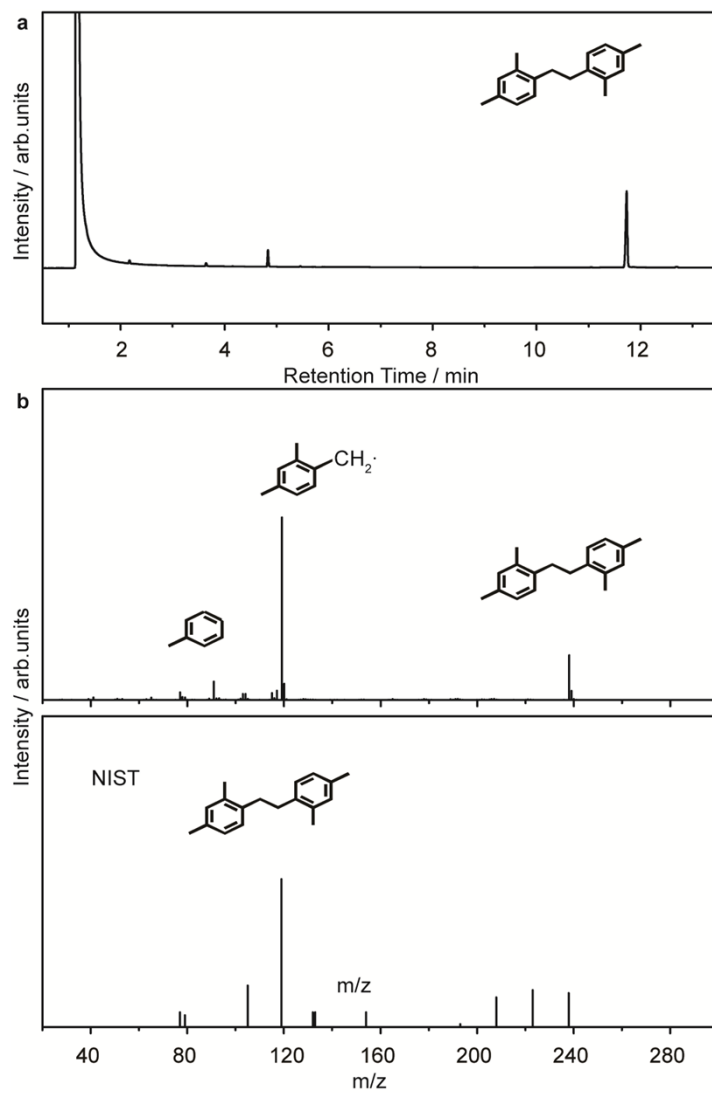 a
Intensity / arb.units
2 4 6 8 10 12
Retention Time / min
b
CH2·
Intensity / arb.units
NIST
m/z
40 80 120 160 200 240 280
m/z